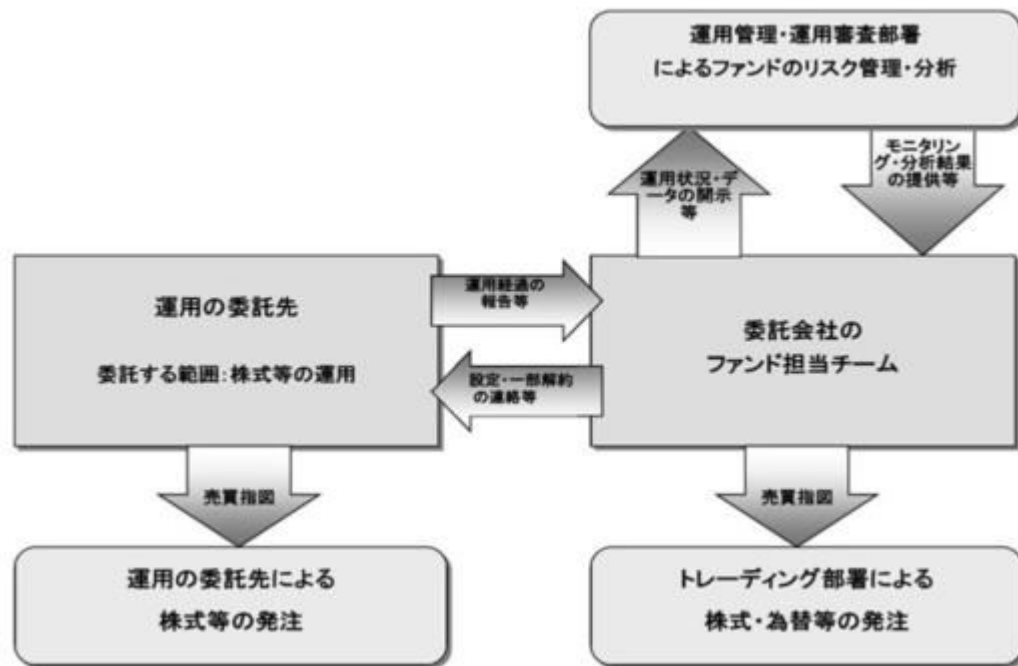 運用管理・運用審査部署
によるファンドのリスク管理・分析
運用状況・デ
ータの開示
等
モニタリン
グ・分析結果
の提供等
運用の委託先
委託する範囲:株式等の運用
運用経過の
報告等
設定・一部解約
の連絡等
委託会社の
ファンド担当チーム
売買指図
売買指図
運用の委託先による
株式等の発注
トレーディング部署による
株式・為替等の発注